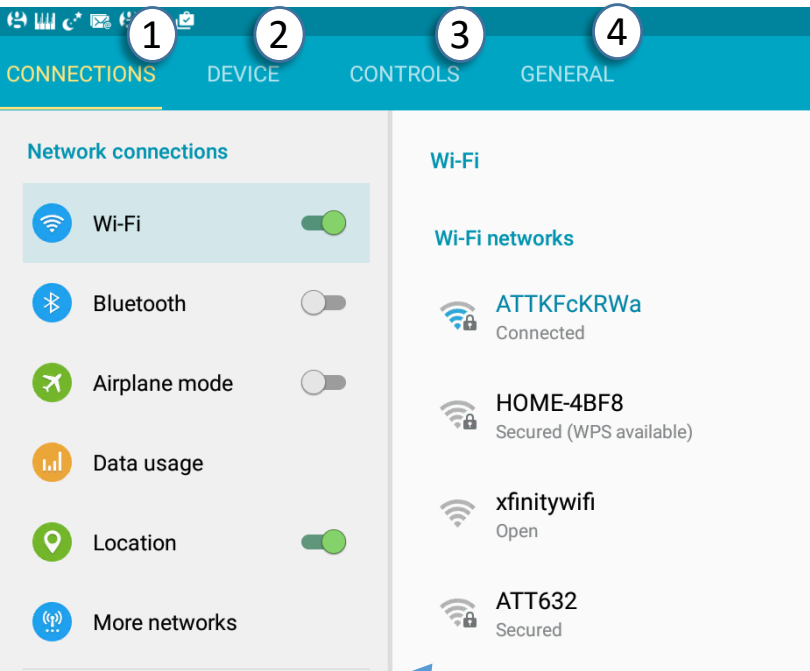 1 2 3 4
CONNECTIONS DEVICE CONTROLS GENERAL
Network connections
Wi-Fi
Bluetooth
Airplane mode
Data usage
Location
More networks
Wi-Fi
Wi-Fi networks
ATTKFcKRWa
Connected
HOME-4BF8
Secured (WPS available)
xfinitywifi
Open
ATT632
Secured